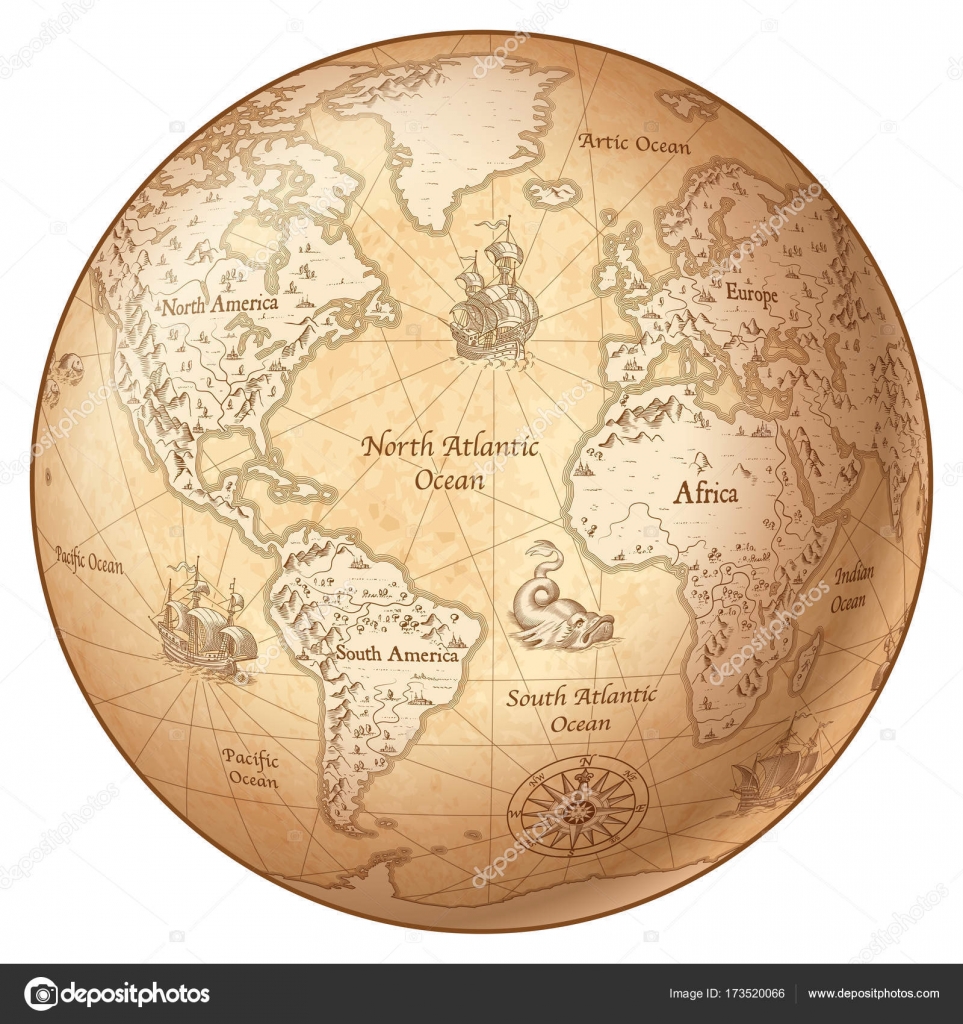 Artic Ocean
North America
Europe
North Atlantic
Ocean
Africa
Pacific Ocean
Indian
Ocean
South America
South Atlantic
Ocean
Pacific
Ocean
N
NE
E
S
W
NW
depositphotos
Image ID: 173520066
www.depositphotos.com